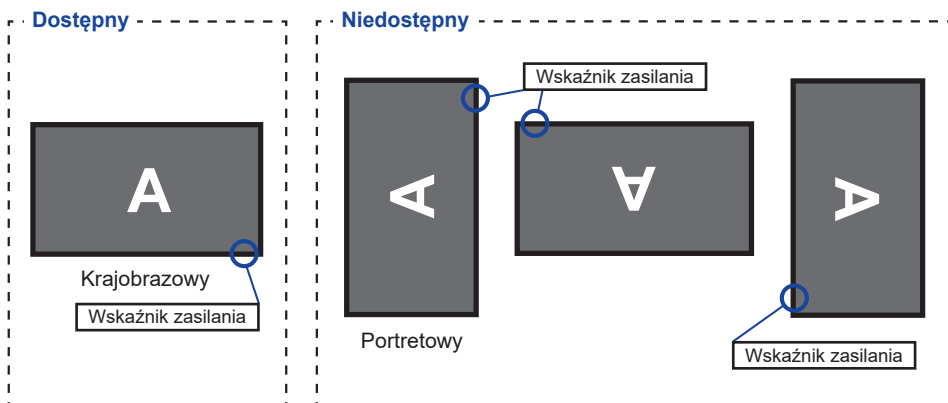 Dostępny
Niedostępny
Wskaźnik zasilania
A
A
A
A
Krajobrazowy
Wskaźnik zasilania
Portretowy
Wskaźnik zasilania